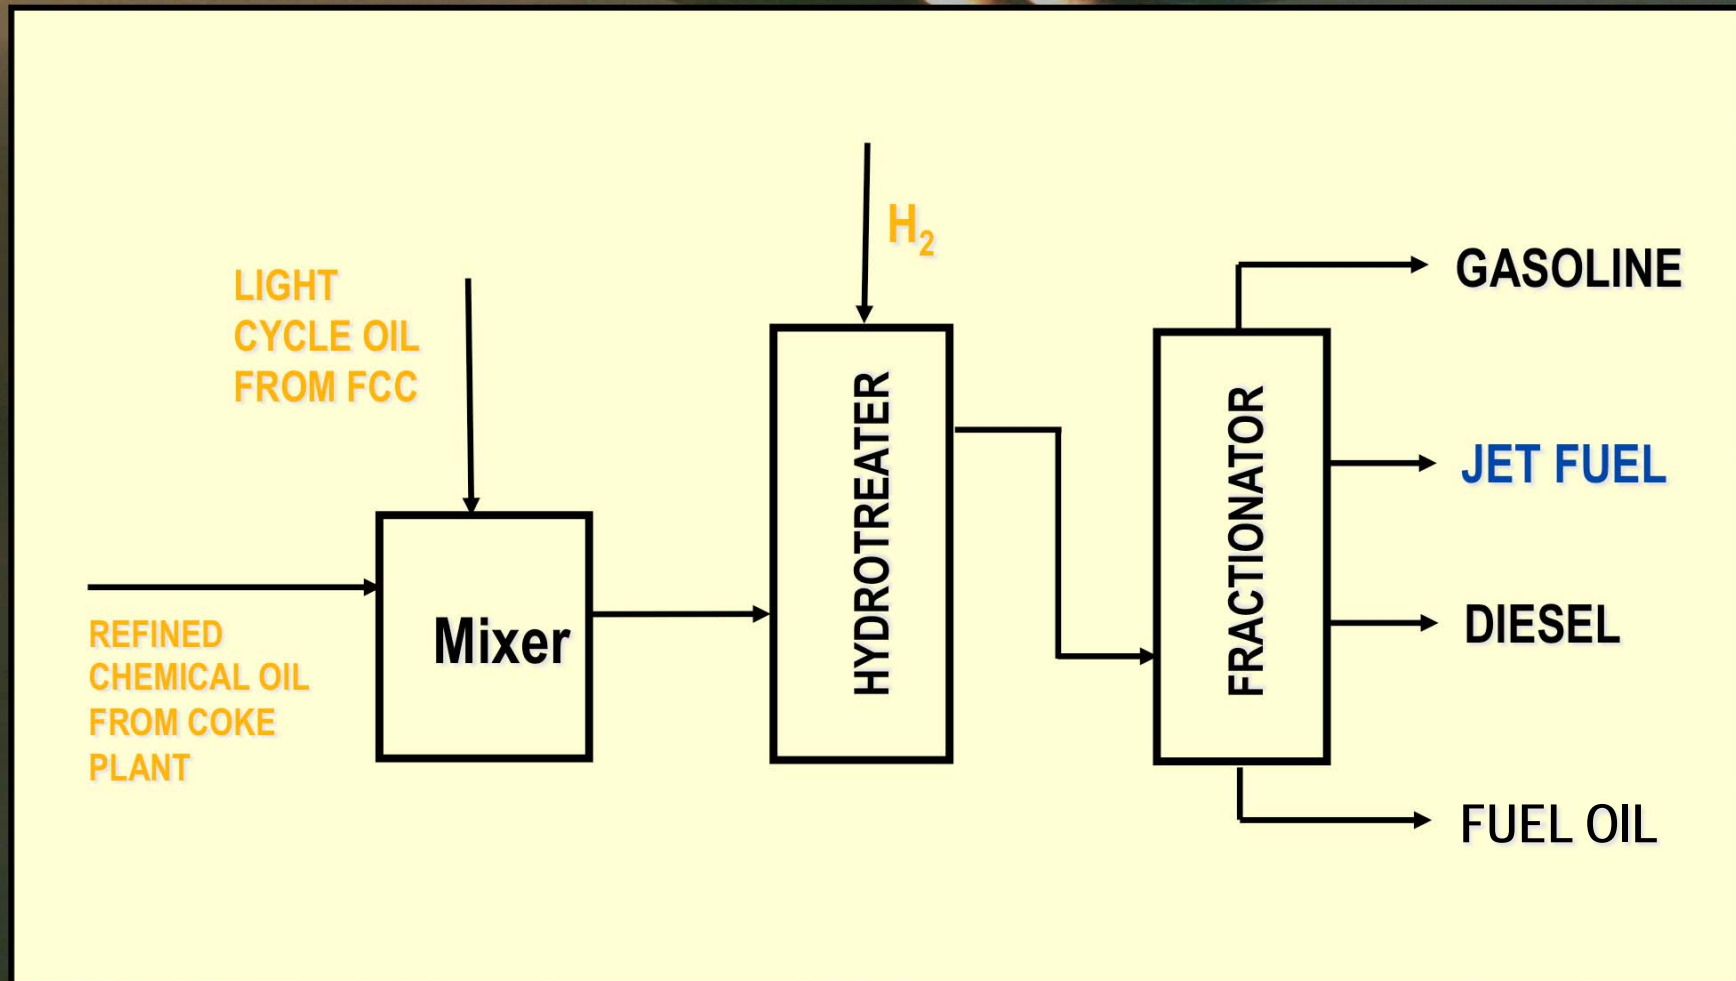 LIGHT
CYCLE OIL
FROM FCC
H₂
REFINED
CHEMICAL OIL
FROM COKE
PLANT
Mixer
HYDROTREATER
FRACTIONATOR
GASOLINE
JET FUEL
DIESEL
FUEL OIL